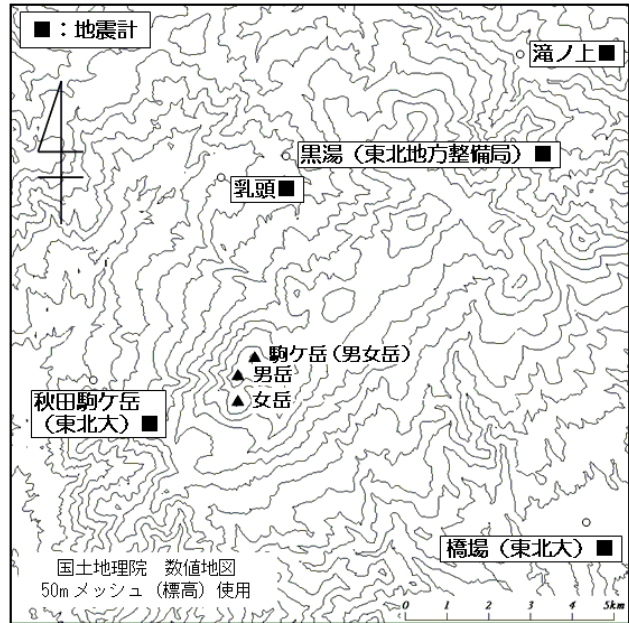 ■：地震計
滝ノ上■
黒湯（東北地方整備局）■
乳頭■
駒ケ岳（男女岳）
男岳
女岳
秋田駒ケ岳
（東北大）■
橋場（東北大）■
国土地理院　数値地図
50mメッシュ（標高）使用
0 1 2 3 4 5km